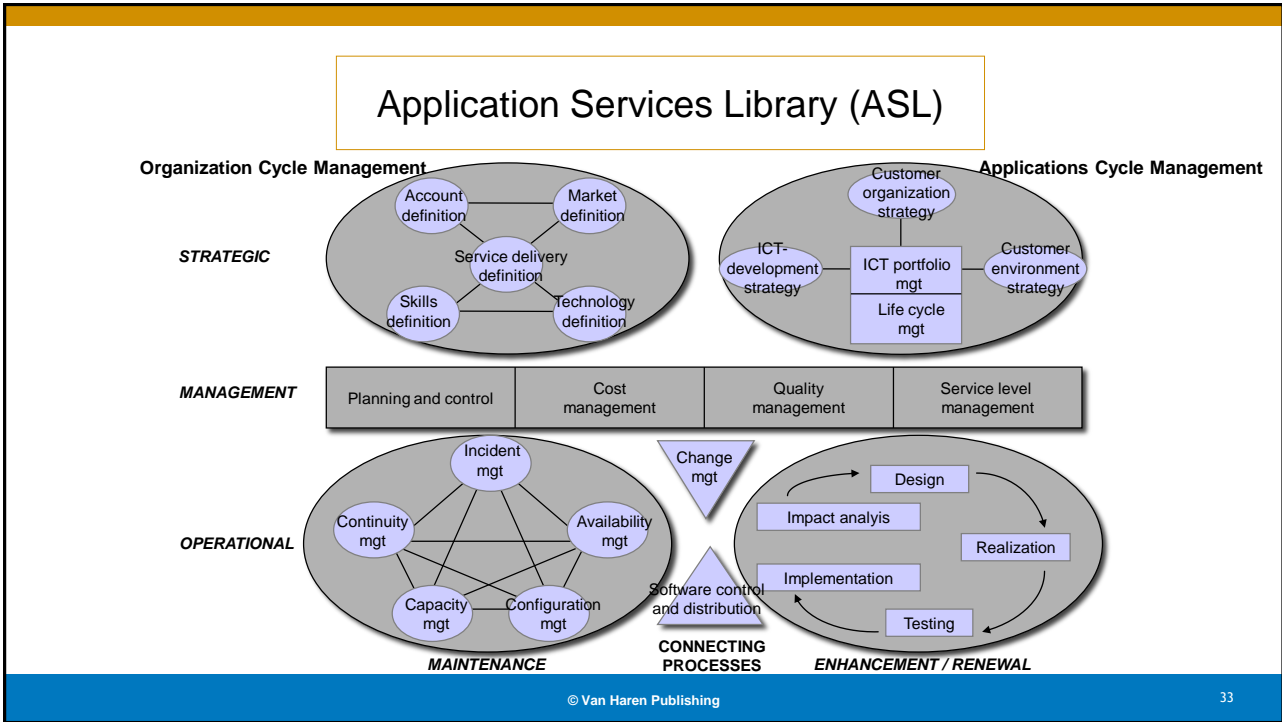 Application Services Library (ASL)
Organization Cycle Management
Applications Cycle Management
STRATEGIC
Account
definition
Market
definition
Service delivery
definition
Skills
definition
Technology
definition
Customer
organization
strategy
ICT-
development
strategy
ICT portfolio
mgt
Life cycle
mgt
Customer
environment
strategy
MANAGEMENT
Planning and control
Cost
management
Quality
management
Service level
management
OPERATIONAL
Incident
mgt
Continuity
mgt
Availability
mgt
Capacity
mgt
Configuration
mgt
MAINTENANCE
Change
mgt
Software control
and distribution
CONNECTING
PROCESSES
Design
Impact analyis
Realization
Implementation
Testing
ENHANCEMENT / RENEWAL
© Van Haren Publishing
33